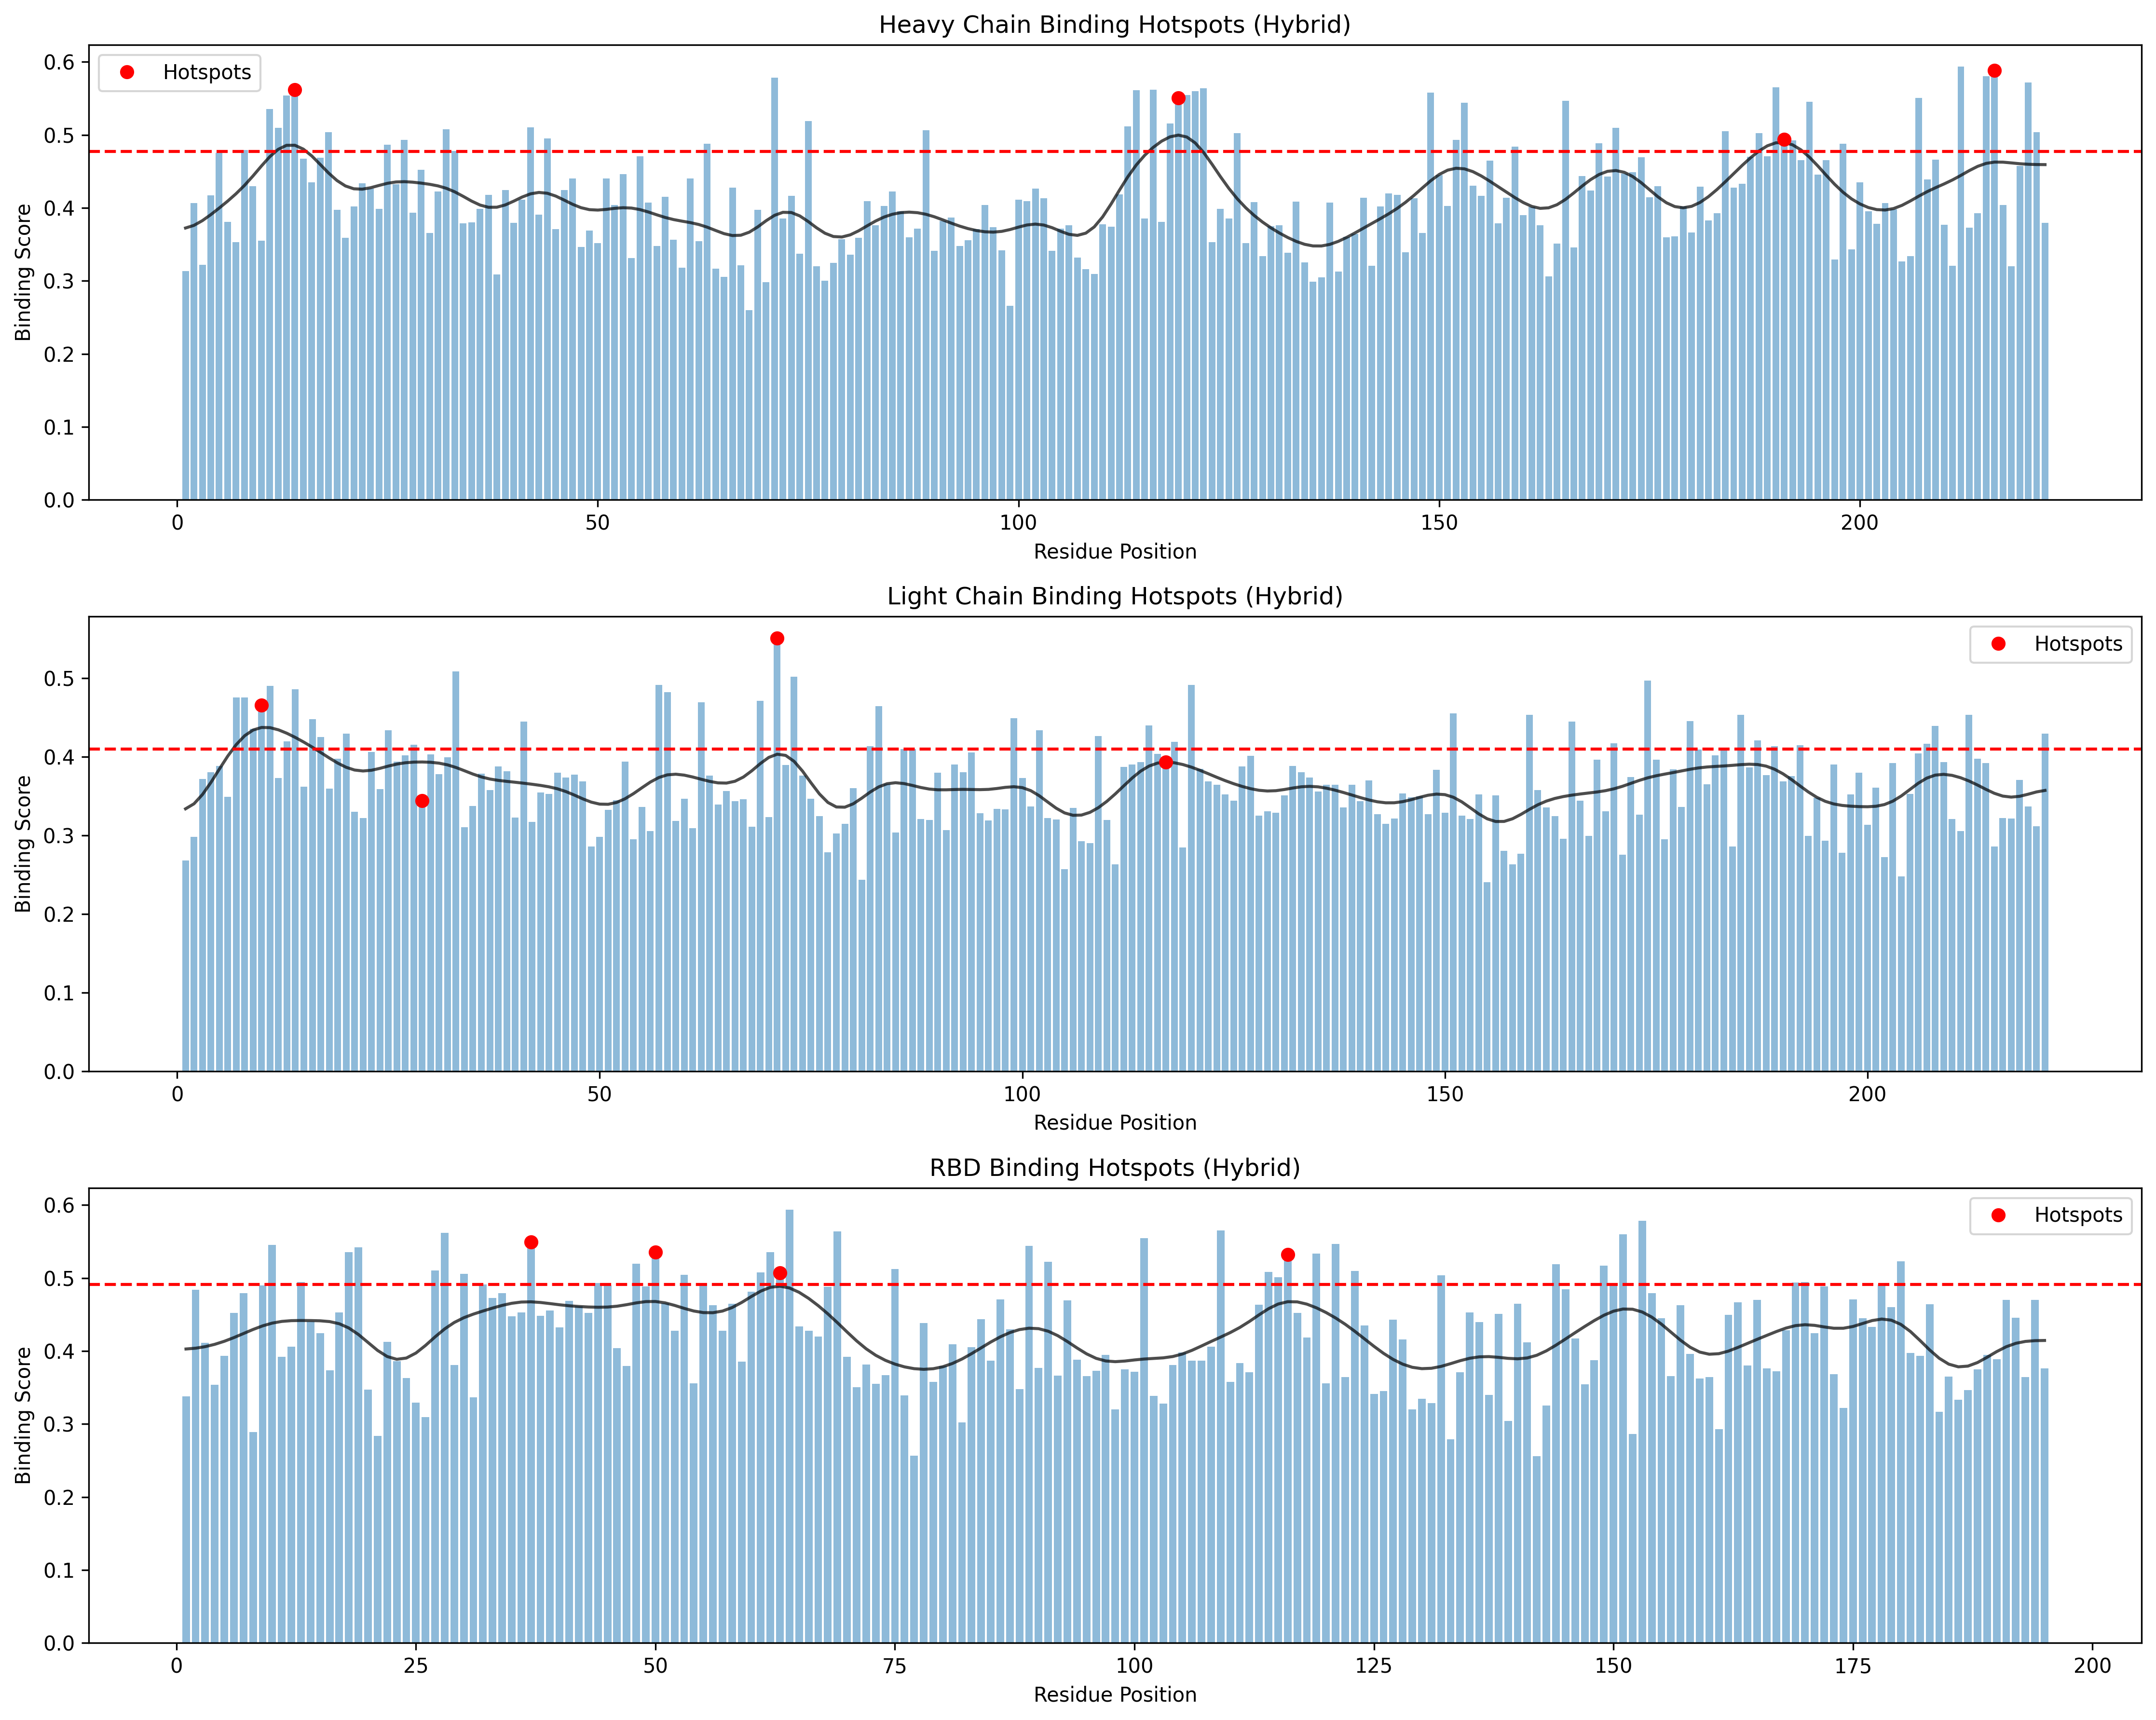 Heavy Chain Binding Hotspots (Hybrid)
Hotspots
Binding Score
0.6
0.5
0.4
0.3
0.2
0.1
0.0
0 50 100 150 200
Residue Position
Light Chain Binding Hotspots (Hybrid)
Hotspots
Binding Score
0.5
0.4
0.3
0.2
0.1
0.0
0 50 100 150 200
Residue Position
RBD Binding Hotspots (Hybrid)
Hotspots
Binding Score
0.6
0.5
0.4
0.3
0.2
0.1
0.0
0 25 50 75 100 125 150 175 200
Residue Position